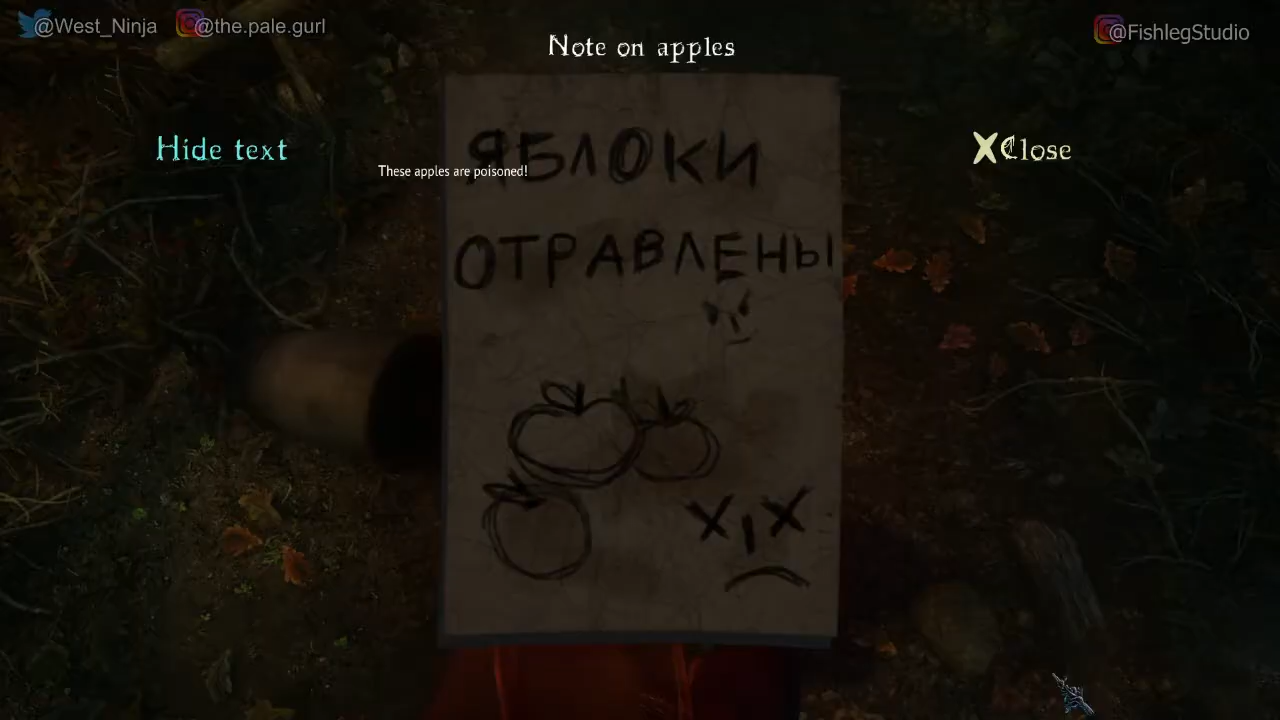 @West_Ninja @the.pale.gurl
@FishlegStudio
Note on apples
Hide text
Close
These apples are poisoned!
ЯБЛОКИ
ОТРАВЛЕНЫ